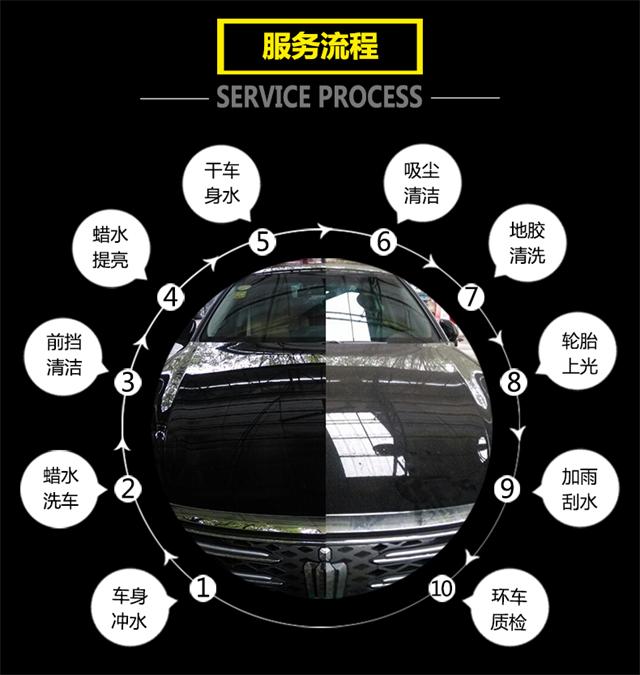 服务流程
SERVICE PROCESS
1
车身
冲水
2
蜡水
洗车
3
前挡
清洁
4
蜡水
提亮
5
干车
身水
6
吸尘
清洁
7
地胶
清洗
8
轮胎
上光
9
加雨
刮水
10
环车
质检